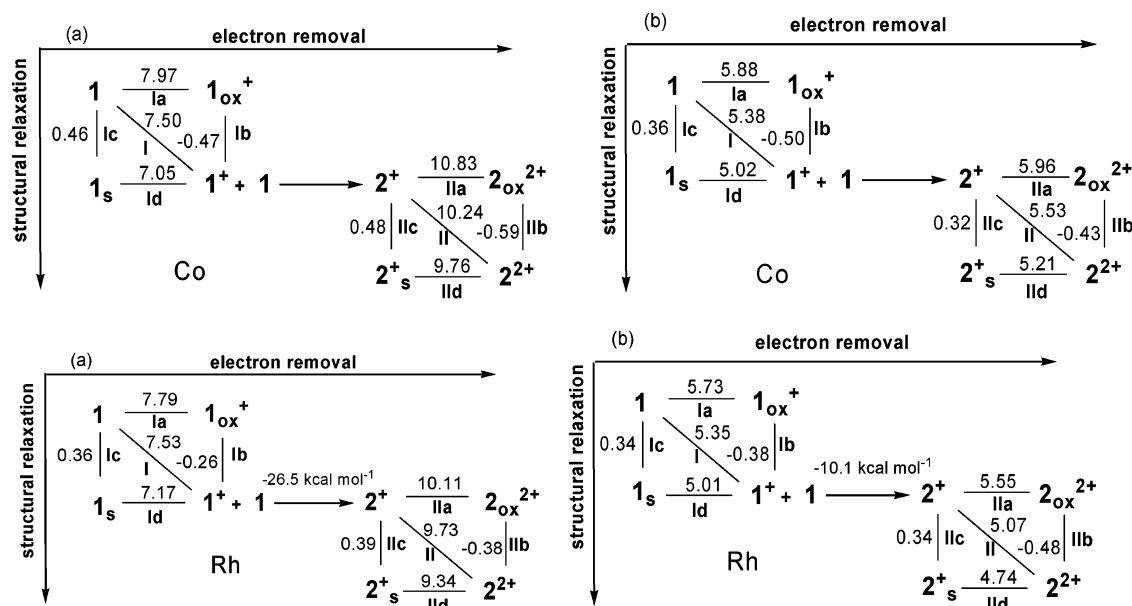 (a)
electron removal
structural relaxation
1 7.97 1ox+
Ia
0.46 Ic 7.50 -0.47 Ib
I
1s 7.05 1+ + 1 2+ 10.83 2ox2+
Id IIa
0.48 IIc 10.24 -0.59 IIb
II
2+s 9.76 22+
IId
Co
(b)
electron removal
structural relaxation
1 5.88 1ox+
Ia
0.36 Ic 5.38 -0.50 Ib
I
1s 5.02 1+ + 1 2+ 5.96 2ox2+
Id IIa
0.32 IIc 5.53 -0.43 IIb
II
2+s 5.21 22+
IId
Co
(a)
electron removal
structural relaxation
1 7.79 1ox+
Ia
0.36 Ic 7.53 -0.26 Ib
I
-26.5 kcal mol-1
1s 7.17 1+ + 1 2+ 10.11 2ox2+
Id IIa
0.39 IIc 9.73 -0.38 IIb
II
2+s 9.34 22+
IId
Rh
(b)
electron removal
structural relaxation
1 5.73 1ox+
Ia
0.34 Ic 5.35 -0.38 Ib
I
-10.1 kcal mol-1
1s 5.01 1+ + 1 2+ 5.55 2ox2+
Id IIa
0.34 IIc 5.07 -0.48 IIb
II
2+s 4.74 22+
IId
Rh